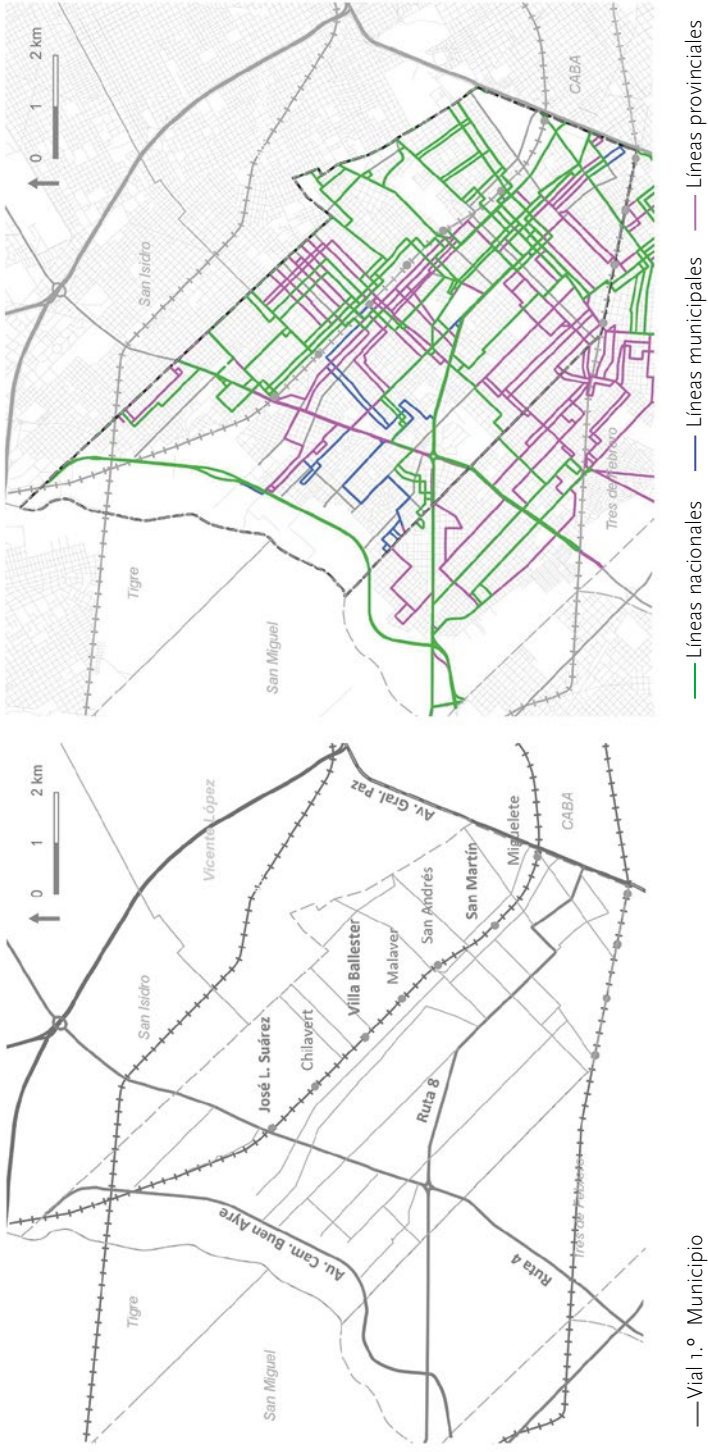 0 1 2 km
Vicente López
San Isidro
Av. Gral. Paz
Miguelete
CABA
San Martín
San Andrés
Malaver
Villa Ballester
Chilavert
José L. Suárez
Tigre
San Miguel
Au. Cam. Buen Ayre
Ruta 8
Ruta 4
Tres de Febrero
Vial 1.º Municipio
0 1 2 km
San Isidro
CABA
Tigre
San Miguel
Tres de Febrero
Líneas nacionales Líneas municipales Líneas provinciales